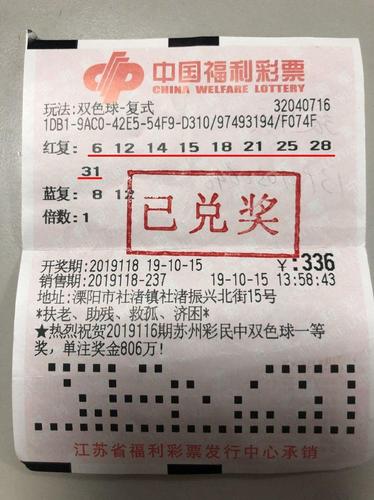 中国福利彩票
CHINA WELFARE LOTTERY
玩法:双色球-复式 32040716
1DB1-9AC0-42E5-54F9-D310/97493194/F074F
红复: 6 12 14 15 18 21 25 28
31
蓝复: 8 12
倍数:1
已兑奖
开奖期:2019118 19-10-15 ¥:336
销售期:2019118-237 19-10-15 13:58:43
地址:溧阳市社渚镇社渚振兴北街15号
*扶老、助残、救孤、济困*
★热烈祝贺2019116期苏州彩民中双色球一等
奖,单注奖金806万!
江苏省福利彩票发行中心承销